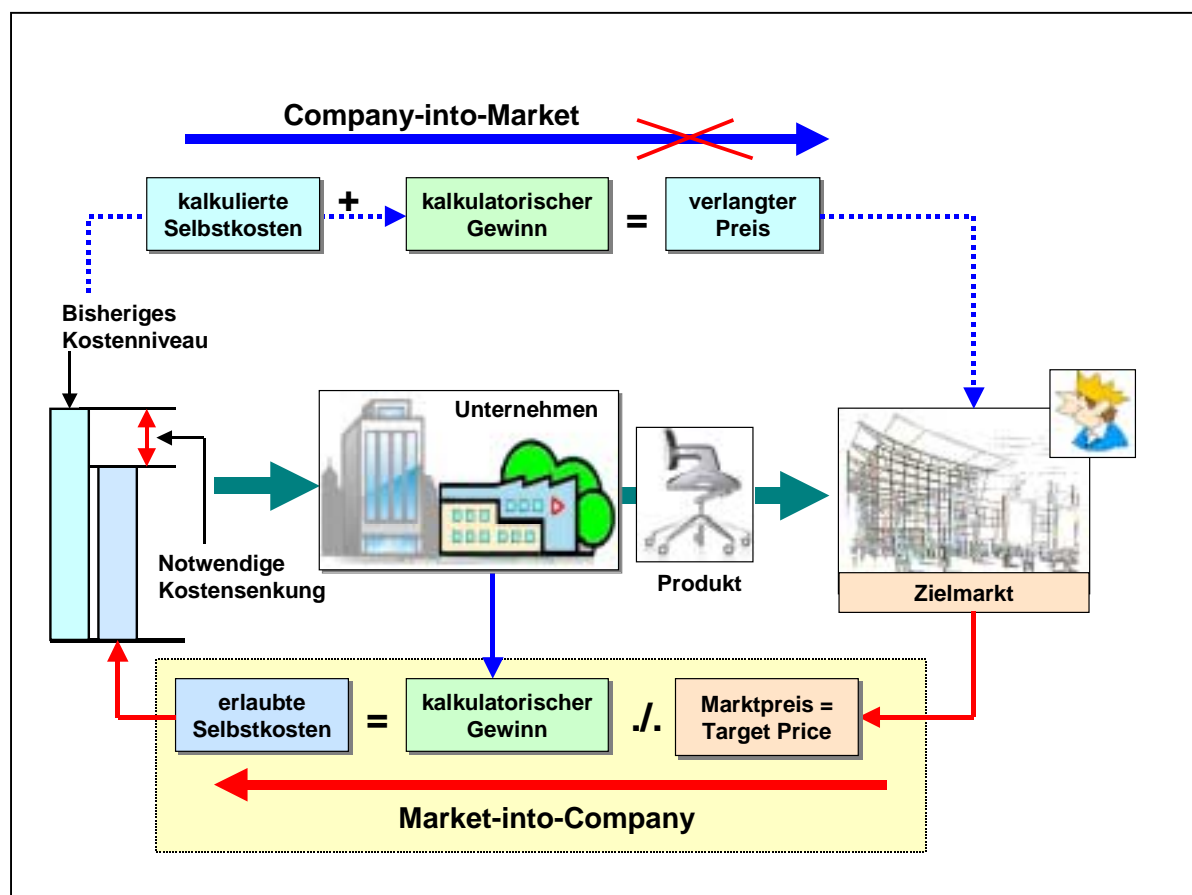 Company-into-Market
kalkulierte
Selbstkosten
+
kalkulatorischer
Gewinn
=
verlangter
Preis
Bisheriges
Kostenniveau
Unternehmen
Notwendige
Kostensenkung
Produkt
Zielmarkt
erlaubte
Selbstkosten
=
kalkulatorischer
Gewinn
./.
Marktpreis =
Target Price
Market-into-Company